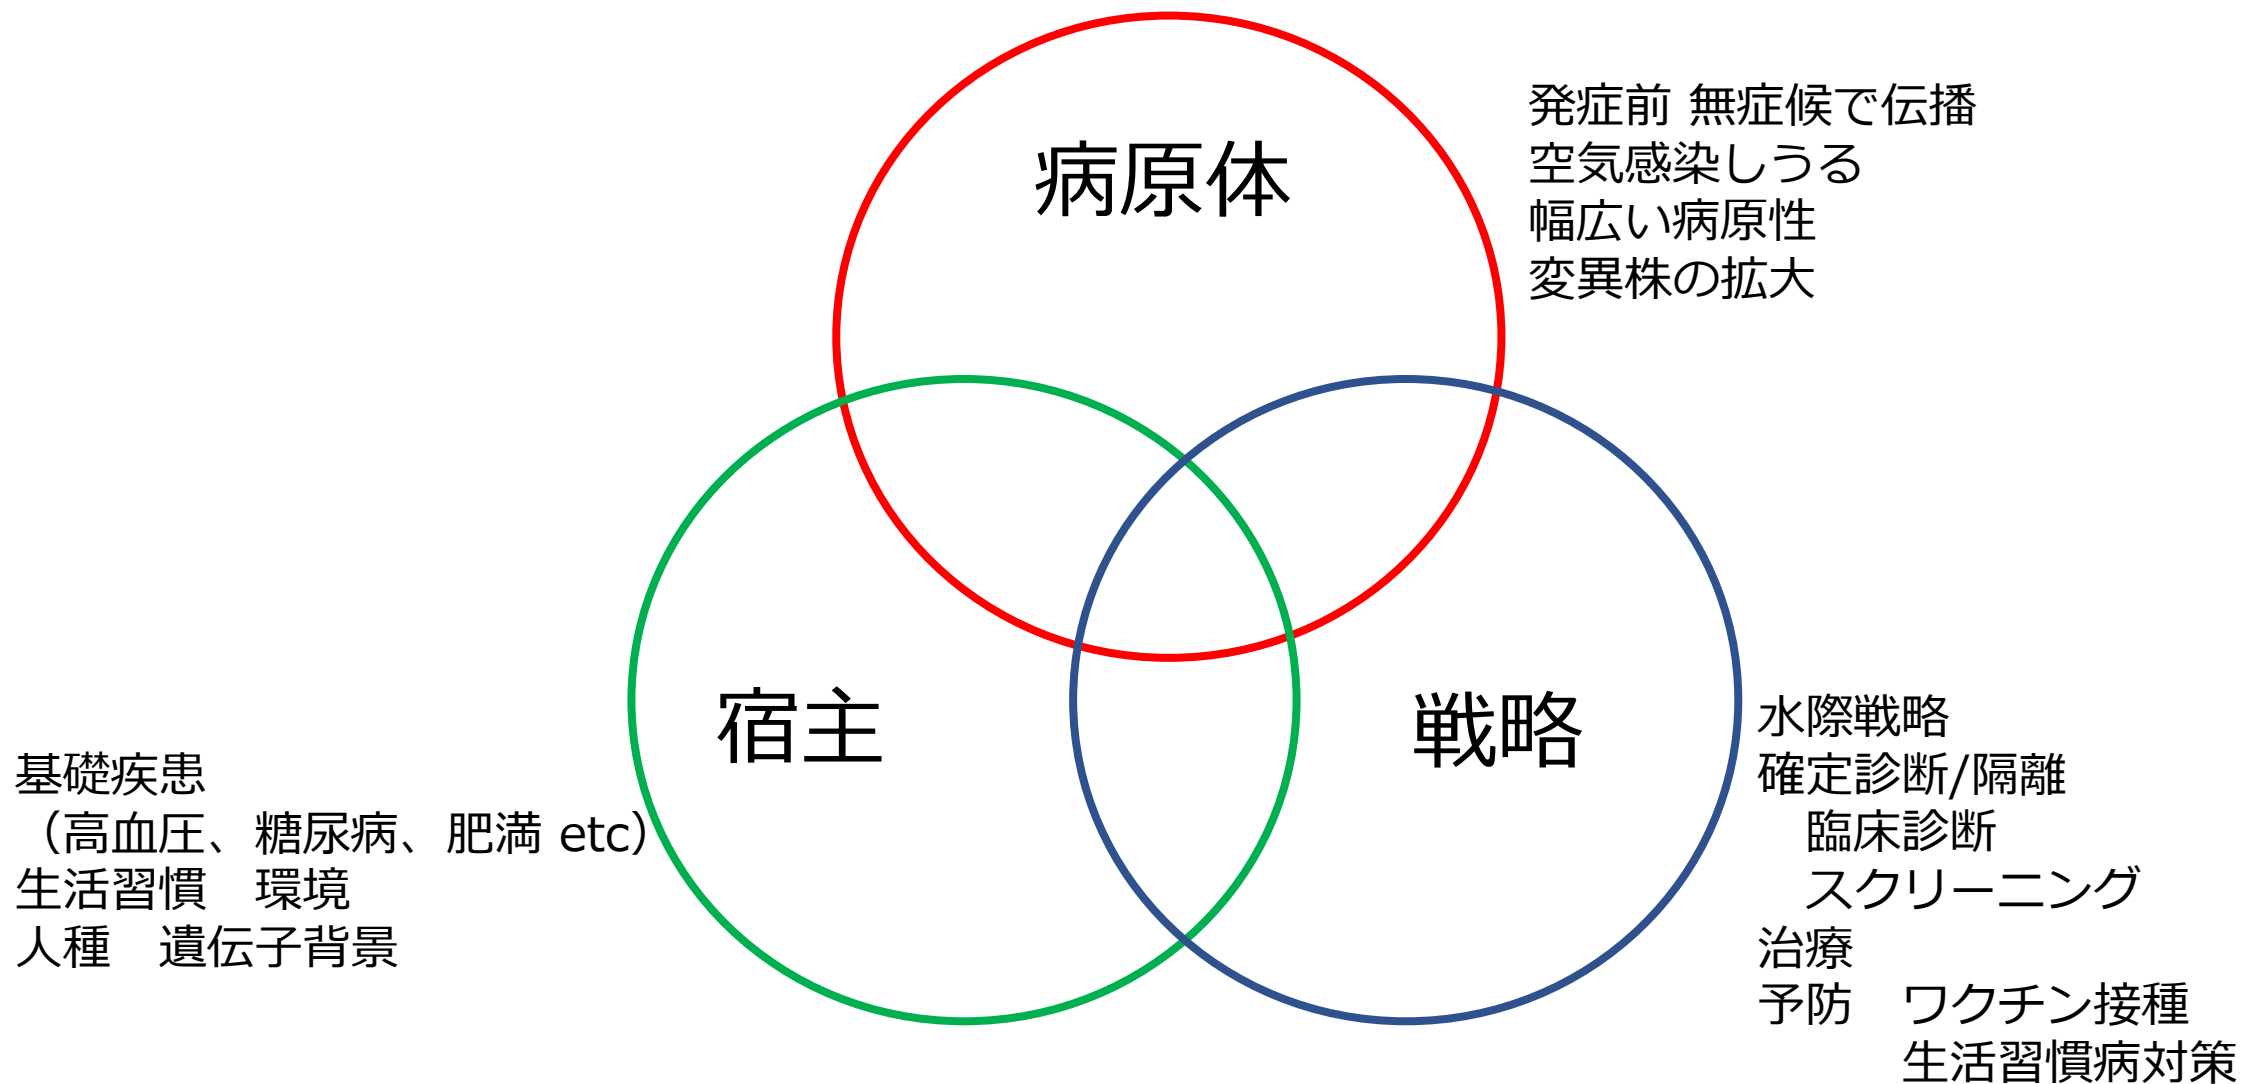 病原体
発症前 無症候で伝播
空気感染しうる
幅広い病原性
変異株の拡大
宿主
基礎疾患
（高血圧、糖尿病、肥満 etc）
生活習慣　環境
人種　遺伝子背景
戦略
水際戦略
確定診断/隔離
　臨床診断
　スクリーニング
治療
予防　ワクチン接種
　　　生活習慣病対策